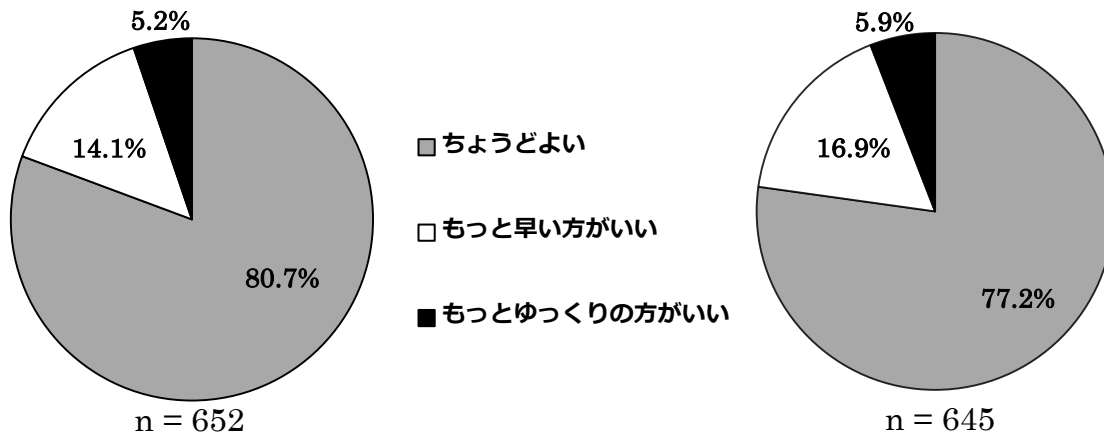 5.2%
14.1%
80.7%
n = 652
ちょうどよい
もっと早い方がいい
もっとゆっくりの方がいい
5.9%
16.9%
77.2%
n = 645